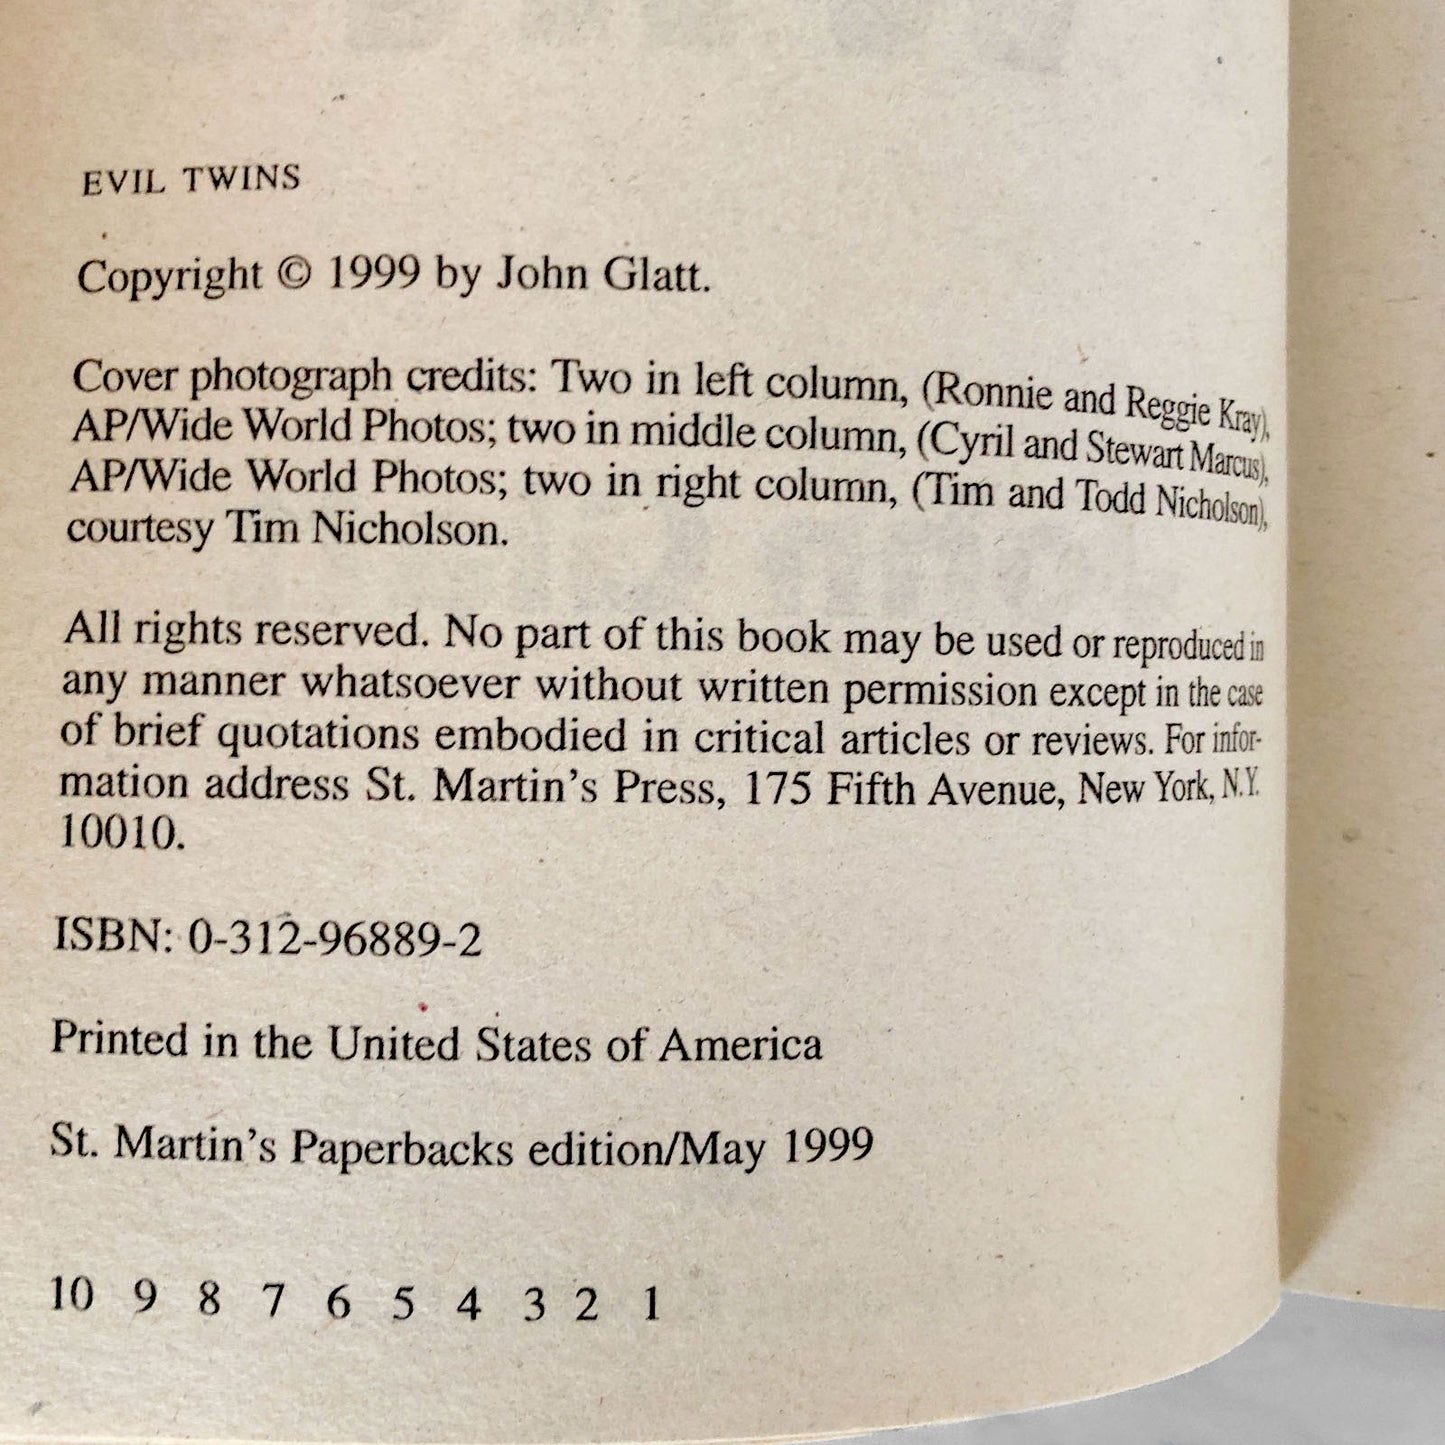 EVIL TWINS
Copyright © 1999 by John Glatt.
Cover photograph credits: Two in left column, (Ronnie and Reggie Kray),
AP/Wide World Photos; two in middle column, (Cyril and Stewart Marcus),
AP/Wide World Photos; two in right column, (Tim and Todd Nicholson),
courtesy Tim Nicholson.
All rights reserved. No part of this book may be used or reproduced in
any manner whatsoever without written permission except in the case
of brief quotations embodied in critical articles or reviews. For infor-
mation address St. Martin's Press, 175 Fifth Avenue, New York, N.Y.
10010.
ISBN: 0-312-96889-2
Printed in the United States of America
St. Martin's Paperbacks edition/May 1999
10 9 8 7 6 5 4 3 2 1